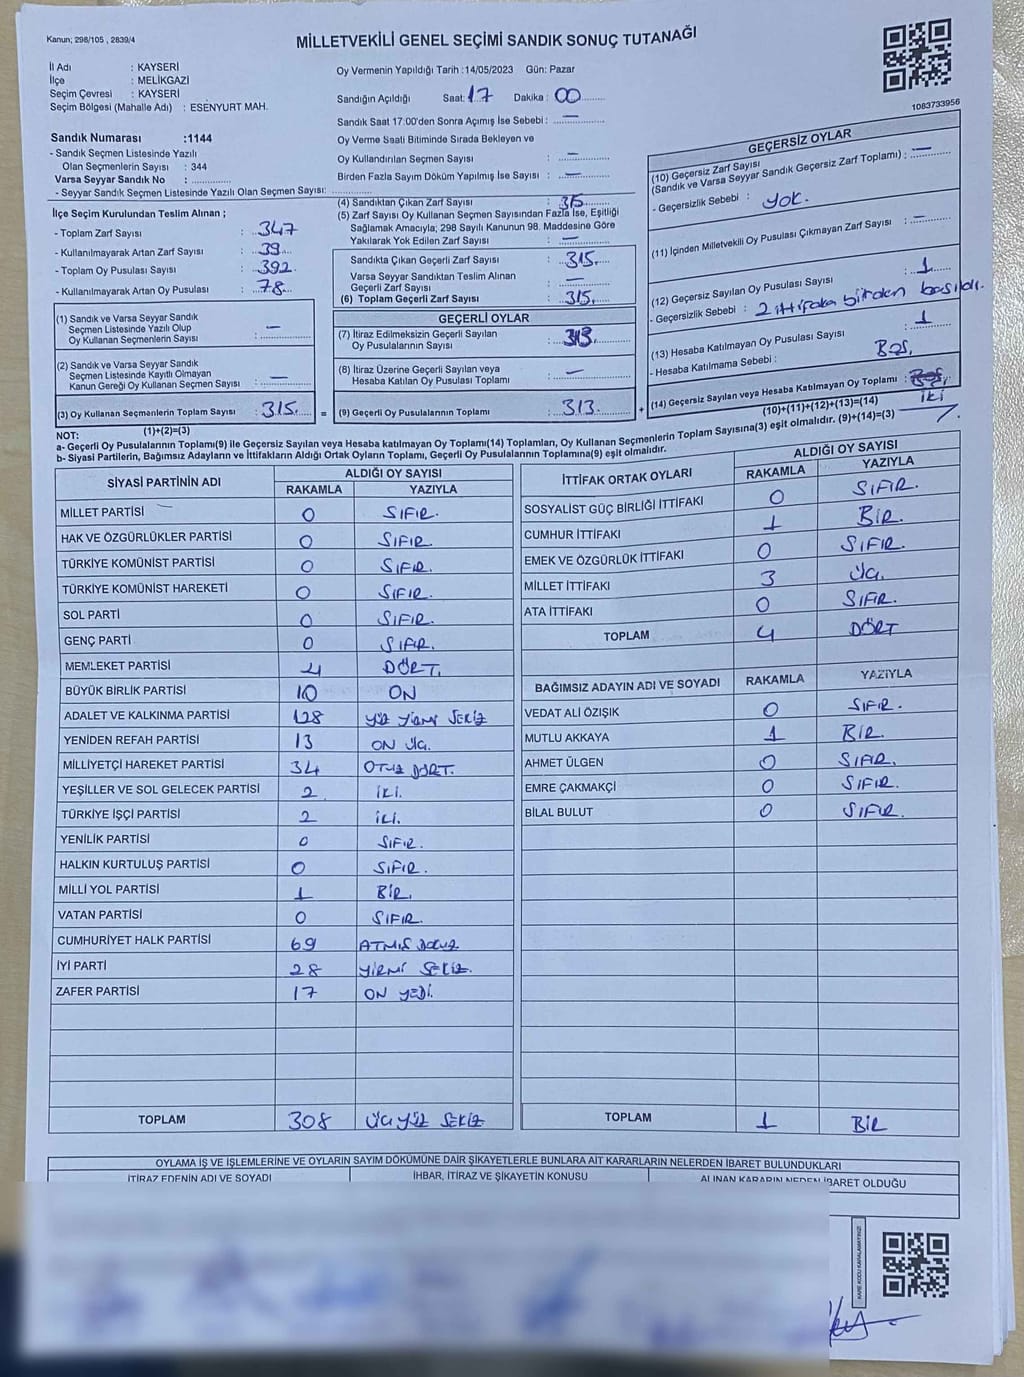 Kanun; 298/105 , 2839/4
MİLLETVEKİLİ GENEL SEÇİMİ SANDIK SONUÇ TUTANAĞI
İl Adı : KAYSERİ
İlçe : MELİKGAZİ
Seçim Çevresi : KAYSERİ
Seçim Bölgesi (Mahalle Adı) : ESENYURT MAH.
Sandık Numarası :1144
- Sandık Seçmen Listesinde Yazılı
Olan Seçmenlerin Sayısı : 344
Varsa Seyyar Sandık No :
- Seyyar Sandık Seçmen Listesinde Yazılı Olan Seçmen Sayısı:
Oy Vermenin Yapıldığı Tarih :14/05/2023 Gün: Pazar
Sandığın Açıldığı Saat: 17 Dakika : 00
Sandık Saat 17:00'den Sonra Açımış İse Sebebi : —
Oy Verme Saati Bitiminde Sırada Bekleyen ve
Oy Kullandırılan Seçmen Sayısı : —
Birden Fazla Sayım Döküm Yapılmış İse Sayısı : —
1083733956
İlçe Seçim Kurulundan Teslim Alınan ;
- Toplam Zarf Sayısı : 347
- Kullanılmayarak Artan Zarf Sayısı : 39
- Toplam Oy Pusulası Sayısı : 392
- Kullanılmayarak Artan Oy Pusulası : 78
(1) Sandık ve Varsa Seyyar Sandık
Seçmen Listesinde Yazılı Olup
Oy Kullanan Seçmenlerin Sayısı : —
(2) Sandık ve Varsa Seyyar Sandık
Seçmen Listesinde Kayıtlı Olmayan
Kanun Gereği Oy Kullanan Seçmen Sayısı : —
(3) Oy Kullanan Seçmenlerin Toplam Sayısı : 315. =
(1)+(2)=(3)
(4) Sandıktan Çıkan Zarf Sayısı : 315
(5) Zarf Sayısı Oy Kullanan Seçmen Sayısından Fazla İse, Eşitliği
Sağlamak Amacıyla; 298 Sayılı Kanunun 98. Maddesine Göre
Yakılarak Yok Edilen Zarf Sayısı : —
Sandıkta Çıkan Geçerli Zarf Sayısı : 315.
Varsa Seyyar Sandıktan Teslim Alınan
Geçerli Zarf Sayısı : —
(6) Toplam Geçerli Zarf Sayısı : 315.
GEÇERLİ OYLAR
(7) İtiraz Edilmeksizin Geçerli Sayılan
Oy Pusulalarının Sayısı : 313.
(8) İtiraz Üzerine Geçerli Sayılan veya
Hesaba Katılan Oy Pusulası Toplamı : —
(9) Geçerli Oy Pusulalarının Toplamı : 313. +
GEÇERSİZ OYLAR
(10) Geçersiz Zarf Sayısı
(Sandık ve Varsa Seyyar Sandık Geçersiz Zarf Toplamı) : —
- Geçersizlik Sebebi : yok.
(11) İçinden Milletvekili Oy Pusulası Çıkmayan Zarf Sayısı : —
(12) Geçersiz Sayılan Oy Pusulası Sayısı : 1
- Geçersizlik Sebebi : 2 ittifaka birden basıldı.
(13) Hesaba Katılmayan Oy Pusulası Sayısı : 1
- Hesaba Katılmama Sebebi : Boş.
(14) Geçersiz Sayılan veya Hesaba Katılmayan Oy Toplamı : iki
(10)+(11)+(12)+(13)=(14)
NOT:
a- Geçerli Oy Pusulalarının Toplamı(9) ile Geçersiz Sayılan veya Hesaba katılmayan Oy Toplamı(14) Toplamları, Oy Kullanan Seçmenlerin Toplam Sayısına(3) eşit olmalıdır. (9)+(14)=(3)
b- Siyasi Partilerin, Bağımsız Adayların ve İttifakların Aldığı Ortak Oyların Toplamı, Geçerli Oy Pusulalarının Toplamına(9) eşit olmalıdır.
SİYASİ PARTİNİN ADI ALDIĞI OY SAYISI
RAKAMLA YAZIYLA
MİLLET PARTİSİ 0 SIFIR.
HAK VE ÖZGÜRLÜKLER PARTİSİ 0 SIFIR.
TÜRKİYE KOMÜNİST PARTİSİ 0 SIFIR.
TÜRKİYE KOMÜNİST HAREKETİ 0 SIFIR.
SOL PARTİ 0 SIFIR.
GENÇ PARTİ 0 SIFIR.
MEMLEKET PARTİSİ 4 DÖRT.
BÜYÜK BİRLİK PARTİSİ 10 ON
ADALET VE KALKINMA PARTİSİ 128 YÜZ YİRMİ SEKİZ
YENİDEN REFAH PARTİSİ 13 ON ÜÇ.
MİLLİYETÇİ HAREKET PARTİSİ 34 OTUZ DÖRT.
YEŞİLLER VE SOL GELECEK PARTİSİ 2 İKİ.
TÜRKİYE İŞÇİ PARTİSİ 2 İKİ.
YENİLİK PARTİSİ 0 SIFIR.
HALKIN KURTULUŞ PARTİSİ 0 SIFIR.
MİLLİ YOL PARTİSİ 1 BİR.
VATAN PARTİSİ 0 SIFIR.
CUMHURİYET HALK PARTİSİ 69 ATMIŞ DOKUZ
İYİ PARTİ 28 YİRMİ SEKİZ.
ZAFER PARTİSİ 17 ON YEDİ.
TOPLAM 308 ÜÇ YÜZ SEKİZ
İTTİFAK ORTAK OYLARI ALDIĞI OY SAYISI
RAKAMLA YAZIYLA
SOSYALİST GÜÇ BİRLİĞİ İTTİFAKI 0 SIFIR.
CUMHUR İTTİFAKI 1 BİR.
EMEK VE ÖZGÜRLÜK İTTİFAKI 0 SIFIR.
MİLLET İTTİFAKI 3 ÜÇ.
ATA İTTİFAKI 0 SIFIR.
TOPLAM 4 DÖRT
BAĞIMSIZ ADAYIN ADI VE SOYADI RAKAMLA YAZIYLA
VEDAT ALİ ÖZIŞIK 0 SIFIR.
MUTLU AKKAYA 1 BİR.
AHMET ÜLGEN 0 SIFIR.
EMRE ÇAKMAKÇİ 0 SIFIR.
BİLAL BULUT 0 SIFIR.
TOPLAM 1 BİR
OYLAMA İŞ VE İŞLEMLERİNE VE OYLARIN SAYIM DÖKÜMÜNE DAİR ŞİKAYETLERLE BUNLARA AİT KARARLARIN NELERDEN İBARET BULUNDUKLARI
İTİRAZ EDENİN ADI VE SOYADI İHBAR, İTİRAZ VE ŞİKAYETİN KONUSU ALINAN KARARIN NEDEN İBARET OLDUĞU
KARE KODU KARALAMAYINIZ!